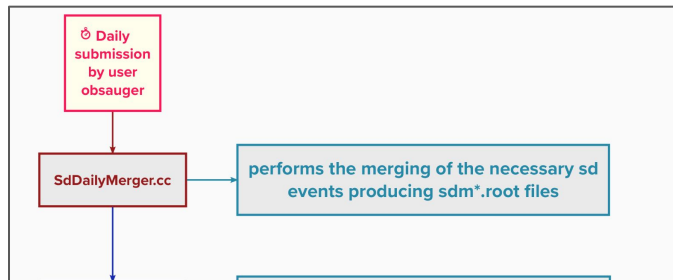 ⏱ Daily
submission
by user
obsauger
SdDailyMerger.cc
performs the merging of the necessary sd
events producing sdm*.root files